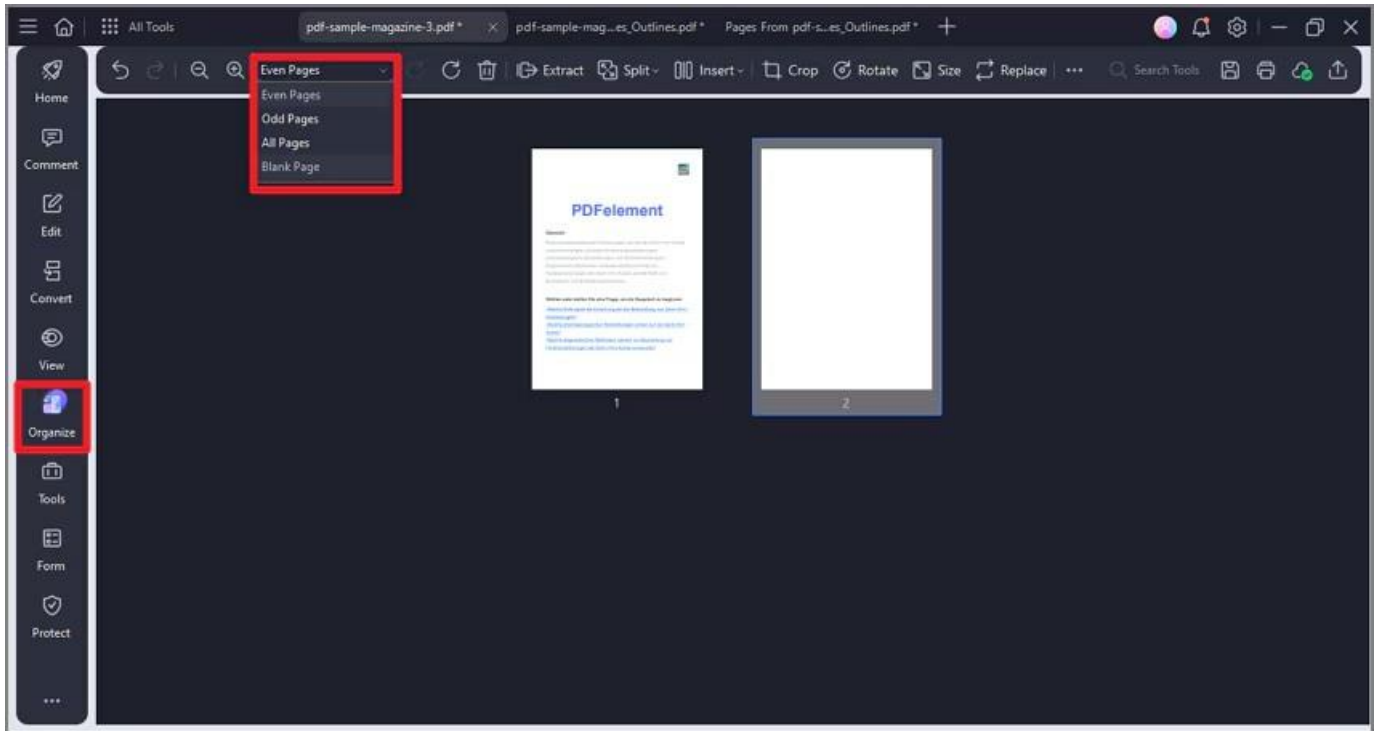 All Tools
pdf-sample-magazine-3.pdf *
pdf-sample-mag...es_Outlines.pdf *
Pages From pdf-s...es_Outlines.pdf *
Even Pages
Extract
Split
Insert
Crop
Rotate
Size
Replace
Search Tools
Even Pages
Odd Pages
All Pages
Blank Page
Home
Comment
Edit
Convert
View
Organize
Tools
Form
Protect
PDFelement
1
2